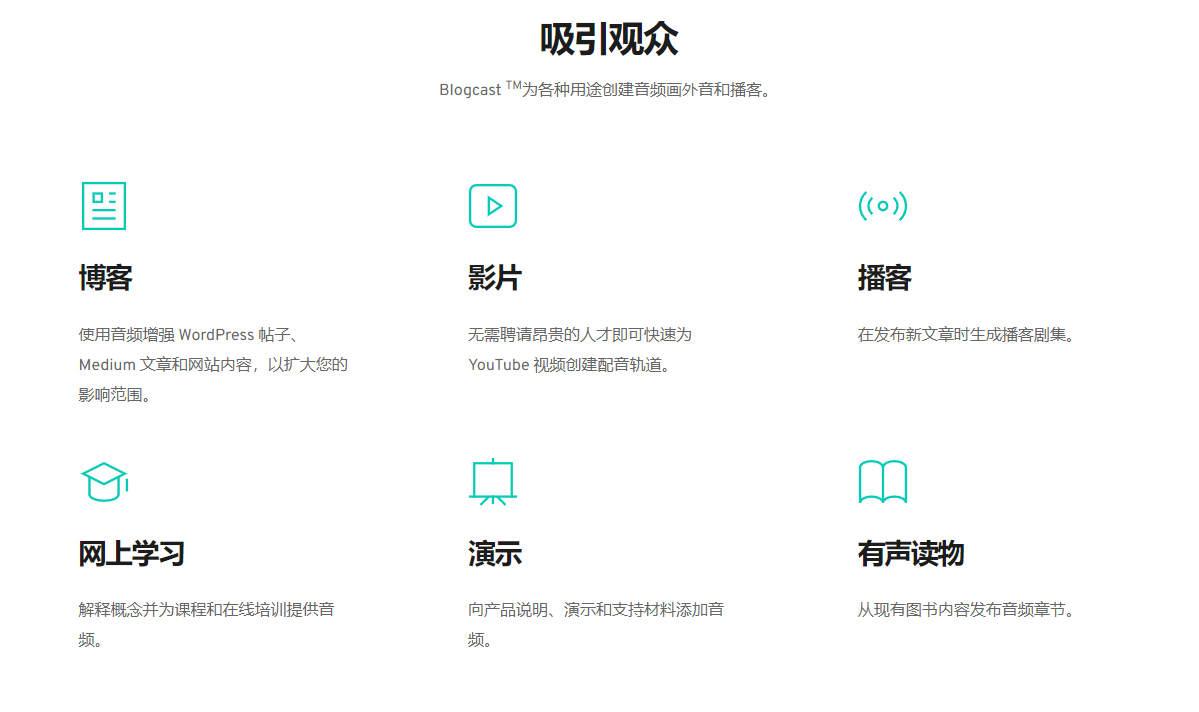 吸引观众
Blogcast ™为各种用途创建音频画外音和播客。
博客
使用音频增强 WordPress 帖子、
Medium 文章和网站内容，以扩大您的
影响范围。
影片
无需聘请昂贵的人才即可快速为
YouTube 视频创建配音轨道。
播客
在发布新文章时生成播客剧集。
网上学习
解释概念并为课程和在线培训提供音
频。
演示
向产品说明、演示和支持材料添加音
频。
有声读物
从现有图书内容发布音频章节。